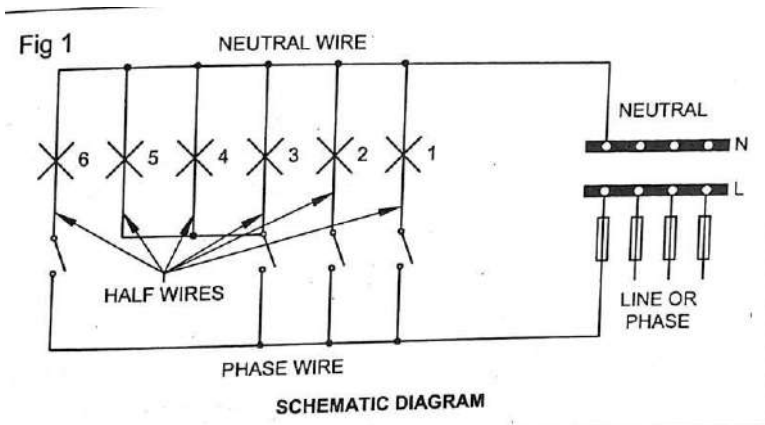 Fig 1
NEUTRAL WIRE
NEUTRAL
N
6 5 4 3 2 1
L
HALF WIRES
LINE OR
PHASE
PHASE WIRE
SCHEMATIC DIAGRAM